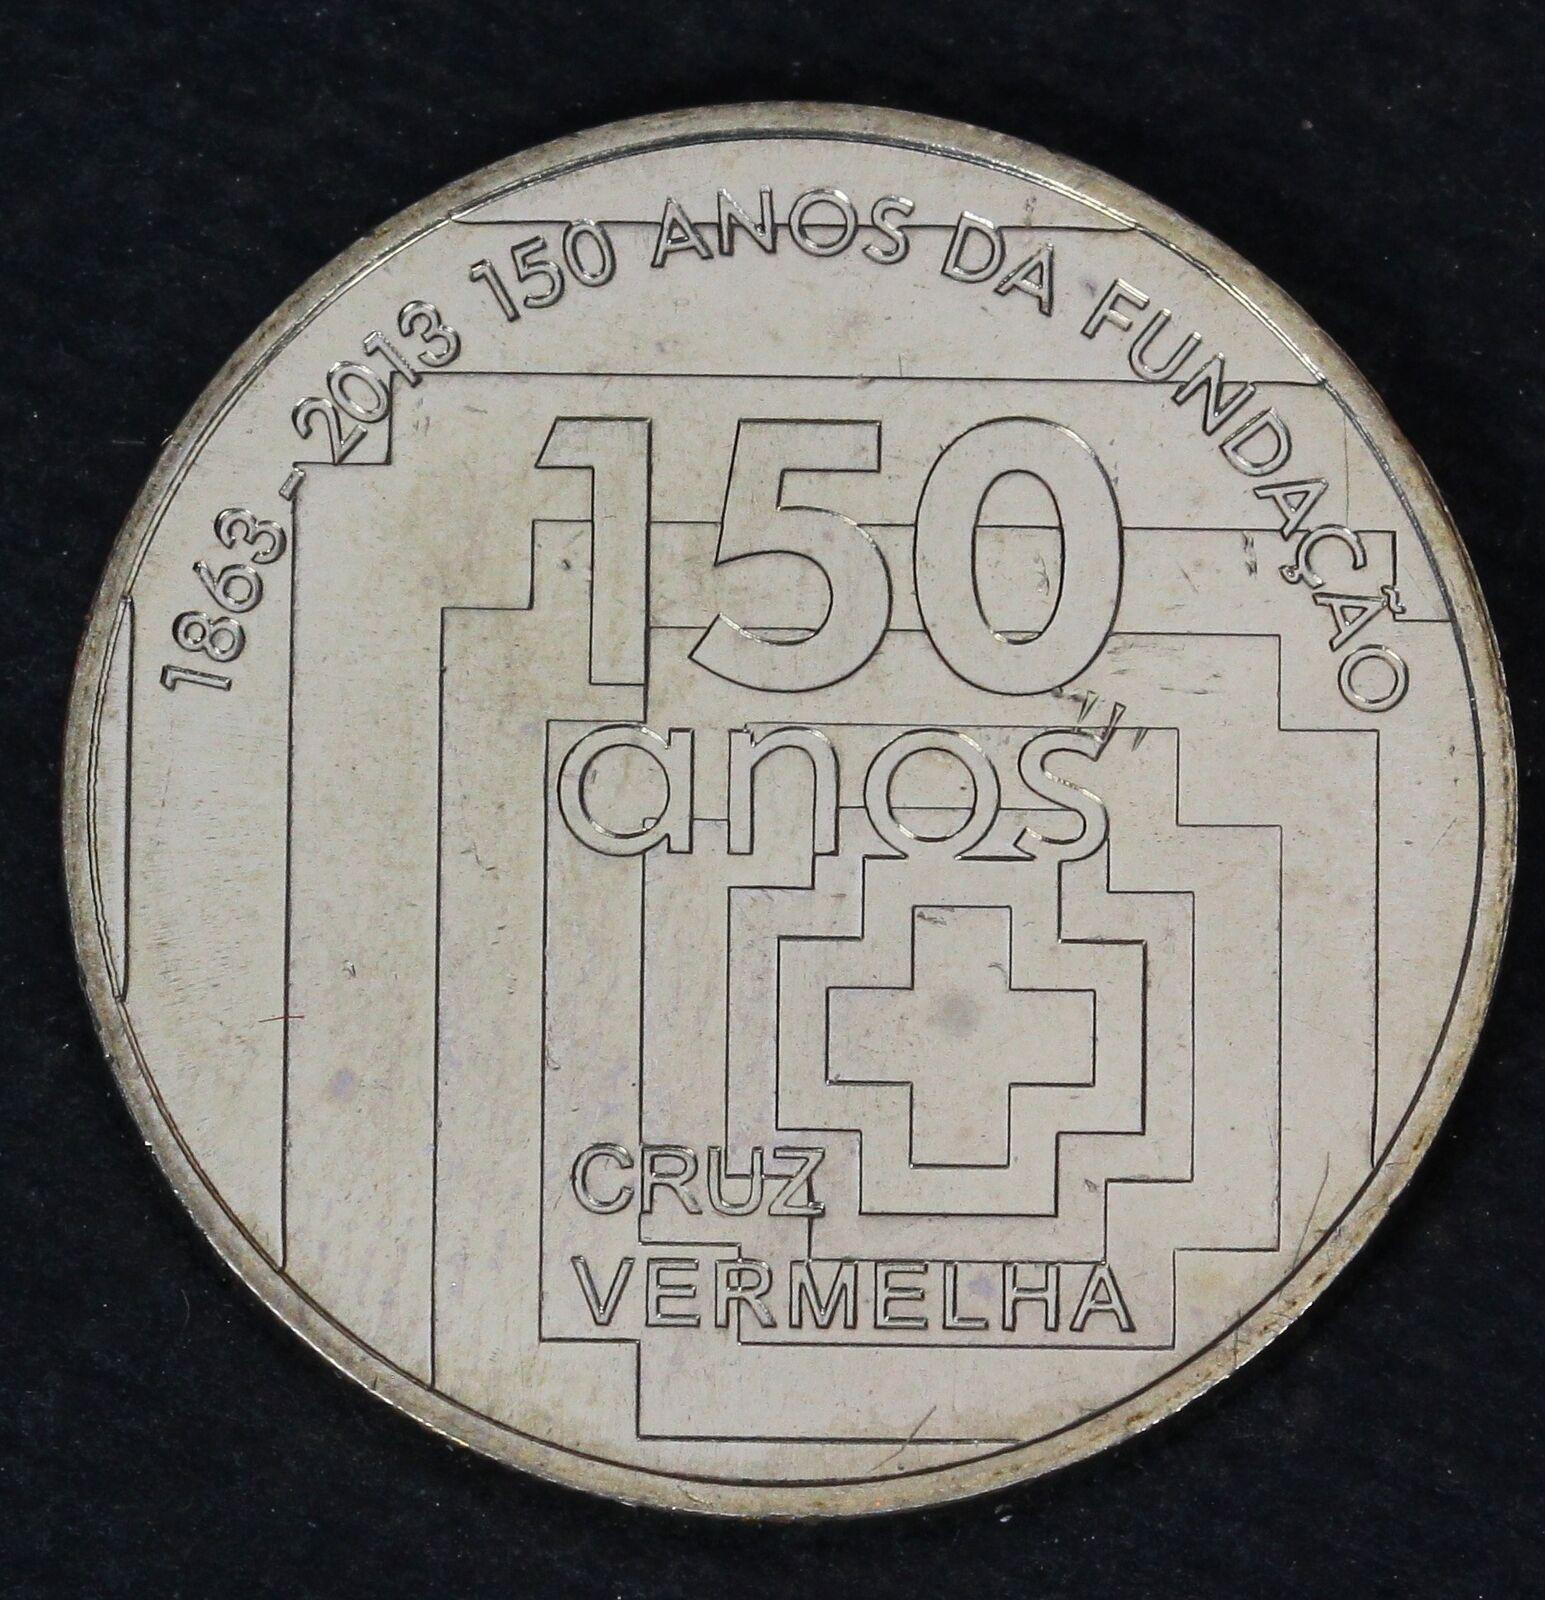 1863-2013 150 ANOS DA FUNDAÇÃO
150
anos
CRUZ
VERMELHA